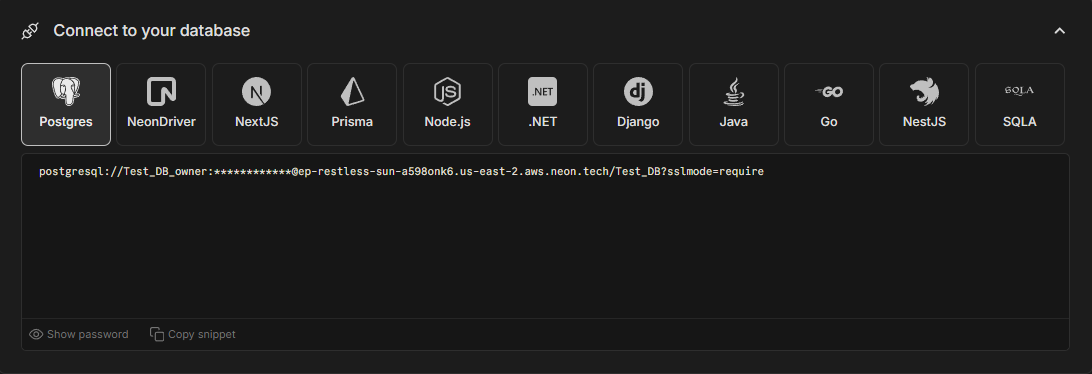 Connect to your database
Postgres
NeonDriver
N
NextJS
Prisma
JS
Node.js
.NET
.NET
dj
Django
Java
GO
Go
NestJS
SQLA
SQLA
postgresql://Test_DB_owner:************@ep-restless-sun-a598onk6.us-east-2.aws.neon.tech/Test_DB?sslmode=require
Show password
Copy snippet